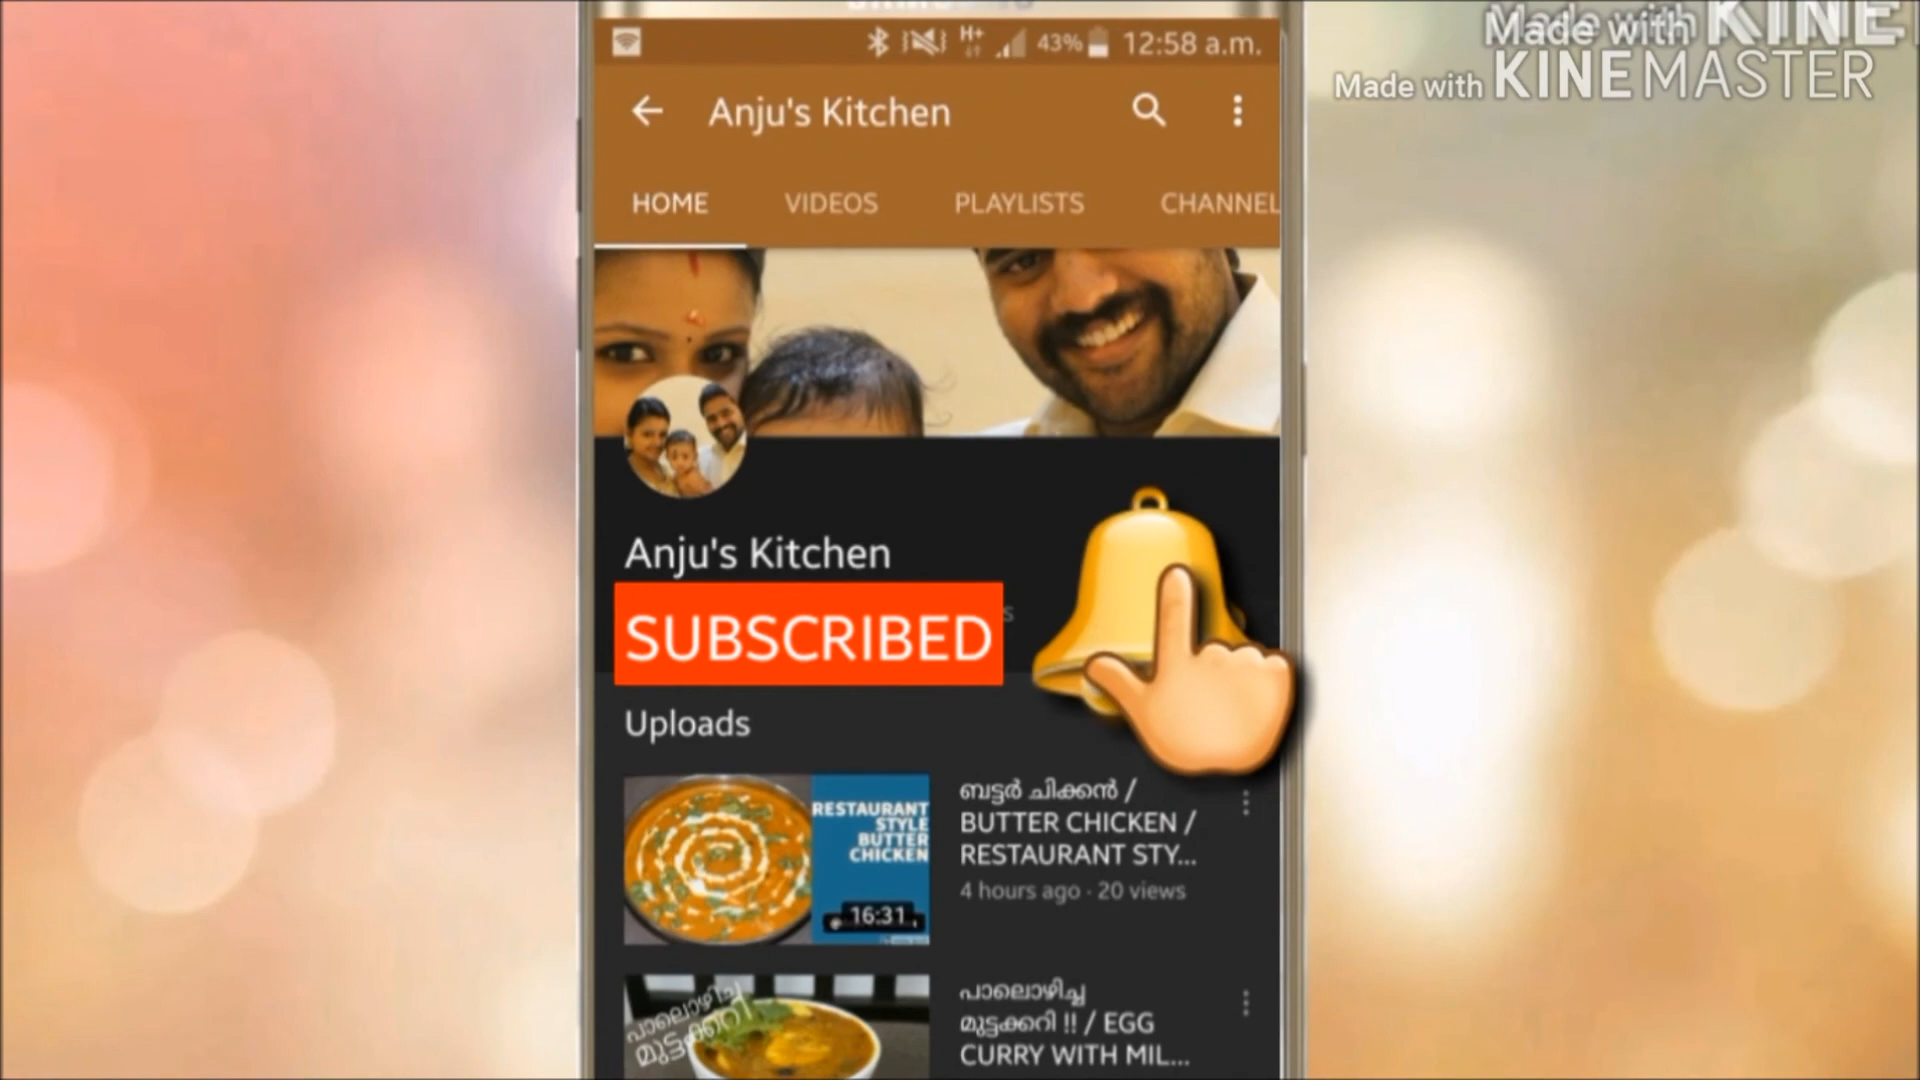 Made with KINE
Made with KINEMASTER
H+ 43% 12:58 a.m.
Anju's Kitchen
HOME VIDEOS PLAYLISTS CHANNEL
Anju's Kitchen
SUBSCRIBED
s
Uploads
RESTAURANT
STYLE
BUTTER
CHICKEN
16:31
ബട്ടർ ചിക്കൻ /
BUTTER CHICKEN /
RESTAURANT STY...
4 hours ago · 20 views
പാലൊഴിച്ച
മുട്ടക്കറി
പാലൊഴിച്ച
മുട്ടക്കറി !! / EGG
CURRY WITH MIL...